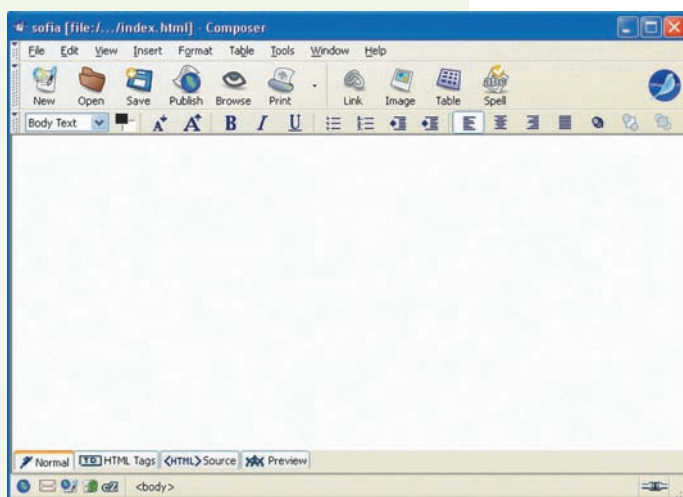 sofia [file:/.../index.html] - Composer
File Edit View Insert Format Table Tools Window Help
New Open Save Publish Browse Print Link Image Table Spell
Body Text A A B I U
Normal TD HTML Tags <HTML> Source Preview
<body>